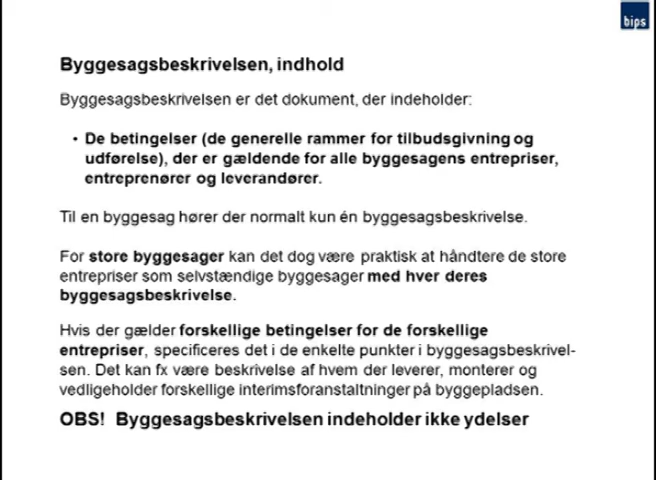 bips
Byggesagsbeskrivelsen, indhold
Byggesagsbeskrivelsen er det dokument, der indeholder:
• De betingelser (de generelle rammer for tilbudsgivning og
udførelse), der er gældende for alle byggesagens entrepriser,
entreprenører og leverandører.
Til en byggesag hører der normalt kun én byggesagsbeskrivelse.
For store byggesager kan det dog være praktisk at håndtere de store
entrepriser som selvstændige byggesager med hver deres
byggesagsbeskrivelse.
Hvis der gælder forskellige betingelser for de forskellige
entrepriser, specificeres det i de enkelte punkter i byggesagsbeskrivel-
sen. Det kan fx være beskrivelse af hvem der leverer, monterer og
vedligeholder forskellige interimsforanstaltninger på byggepladsen.
OBS! Byggesagsbeskrivelsen indeholder ikke ydelser